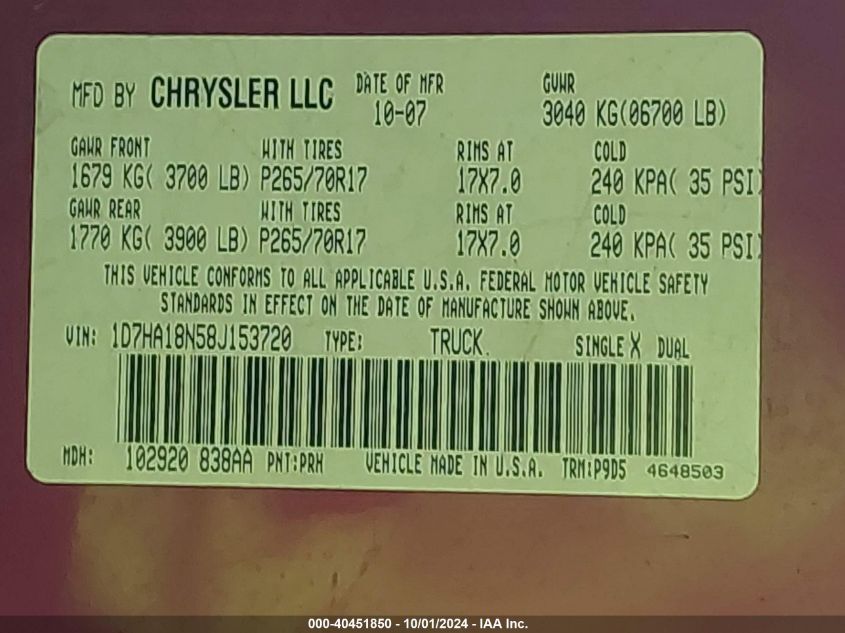 MFD BY CHRYSLER LLC DATE OF MFR GVWR
10-07 3040 KG(06700 LB)
GAWR FRONT WITH TIRES RIMS AT COLD
1679 KG( 3700 LB) P265/70R17 17X7.0 240 KPA( 35 PSI)
GAWR REAR WITH TIRES RIMS AT COLD
1770 KG( 3900 LB) P265/70R17 17X7.0 240 KPA( 35 PSI)
THIS VEHICLE CONFORMS TO ALL APPLICABLE U.S.A. FEDERAL MOTOR VEHICLE SAFETY
STANDARDS IN EFFECT ON THE DATE OF MANUFACTURE SHOWN ABOVE.
VIN: 1D7HA18N58J153720 TYPE: TRUCK SINGLE X DUAL
MDH: 102920 838AA PNT:PRH VEHICLE MADE IN U.S.A. TRM:P9D5 4648503
000-40451850 - 10/01/2024 - IAA Inc.